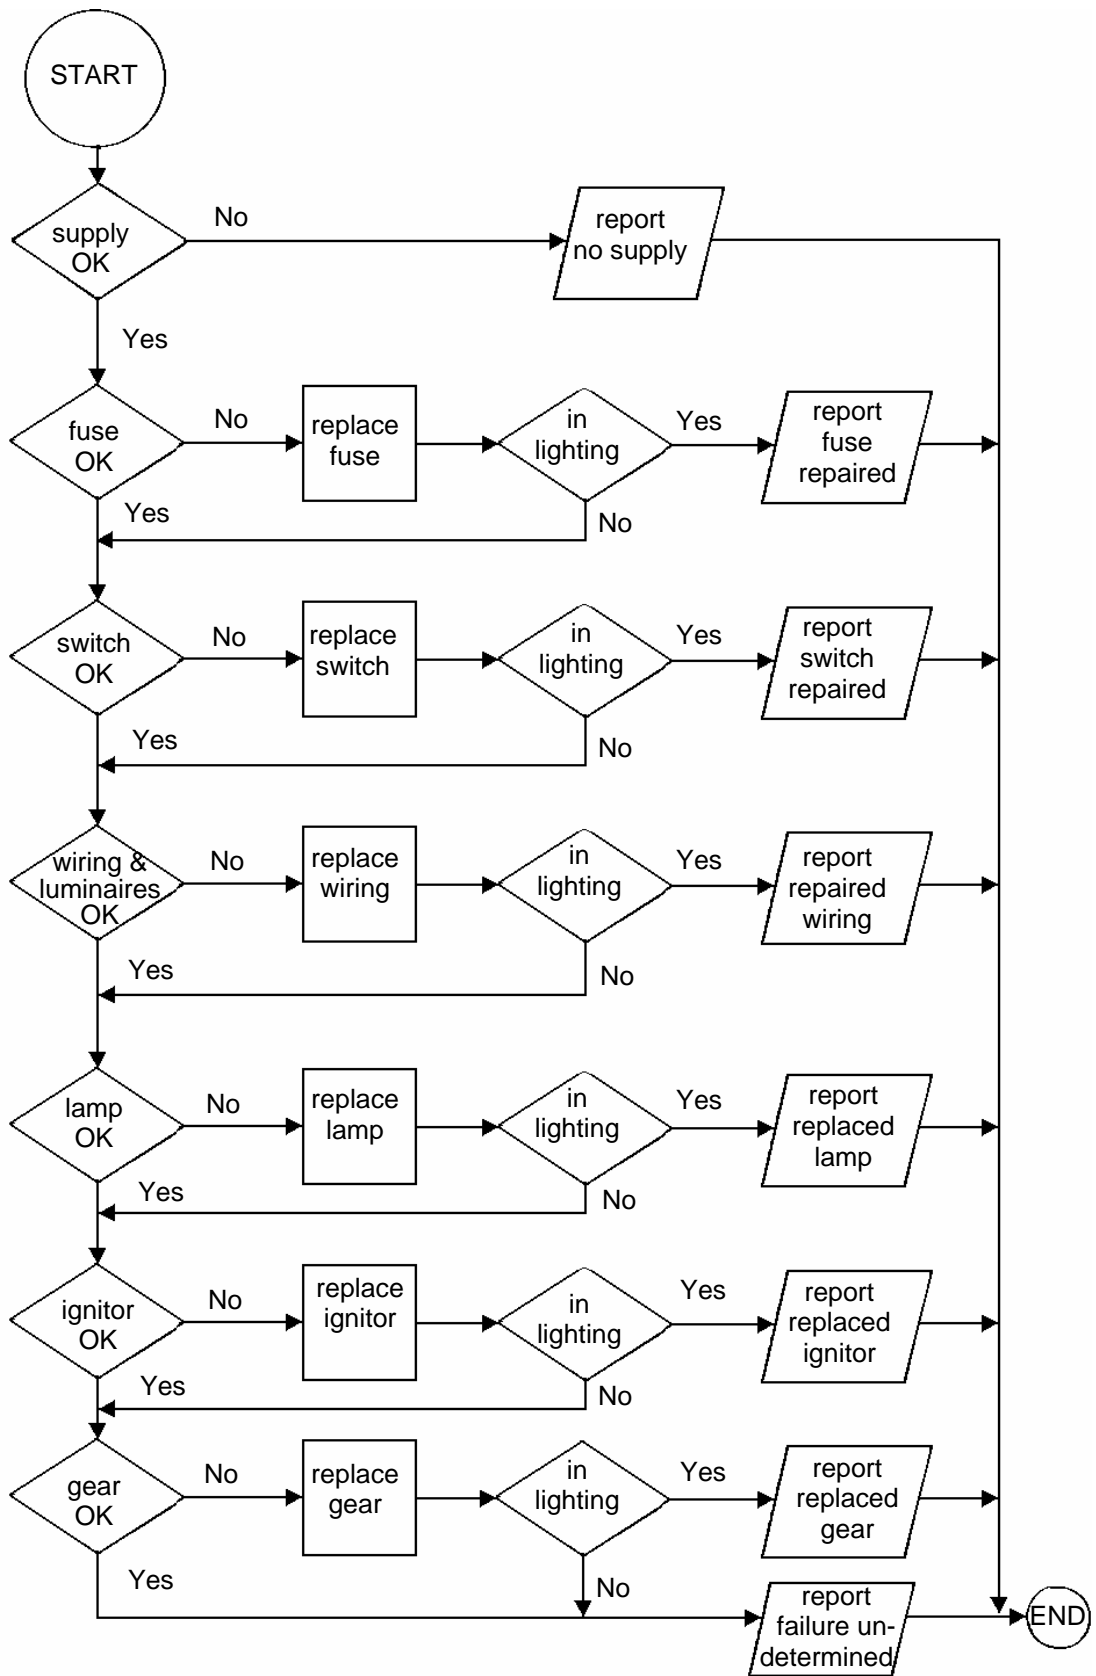 START
supply
OK
No
report
no supply
Yes
fuse
OK
No
replace
fuse
in
lighting
Yes
report
fuse
repaired
Yes
No
switch
OK
No
replace
switch
in
lighting
Yes
report
switch
repaired
Yes
No
wiring &
luminaires
OK
No
replace
wiring
in
lighting
Yes
report
repaired
wiring
Yes
No
lamp
OK
No
replace
lamp
in
lighting
Yes
report
replaced
lamp
Yes
No
ignitor
OK
No
replace
ignitor
in
lighting
Yes
report
replaced
ignitor
Yes
No
gear
OK
No
replace
gear
in
lighting
Yes
report
replaced
gear
Yes
No
report
failure un-
determined
END